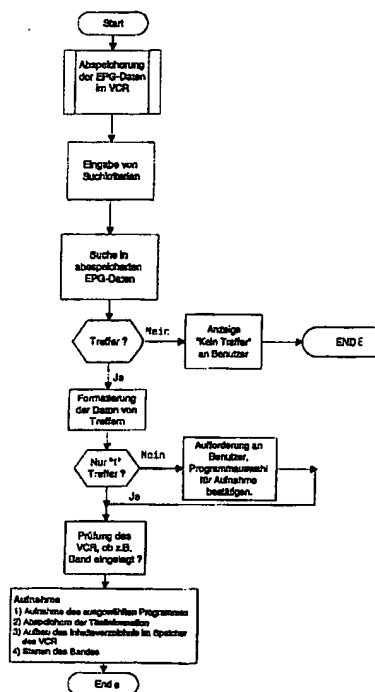 Start
Abspeicherung
der EPG-Daten
im VCR
Eingabe von
Suchkriterien
Suche in
abespeicherten
EPG-Daten
Treffer ?
Nein
Anzeige
"Kein Treffer"
an Benutzer
ENDE
Ja
Formatierung
der Daten von
Treffern
Nur "1"
Treffer ?
Nein
Aufforderung an
Benutzer,
Programmauswahl
für Aufnahme
bestätigen.
Ja
Prüfung des
VCR, ob z.B.
Band eingelegt ?
Aufnahme
1) Aufnahme des ausgewählten Programmes
2) Abspeichern der Titelinformation
3) Aufbau des Inhaltsverzeichnis im Speicher
des VCR
4) Starten des Bandes
Ende